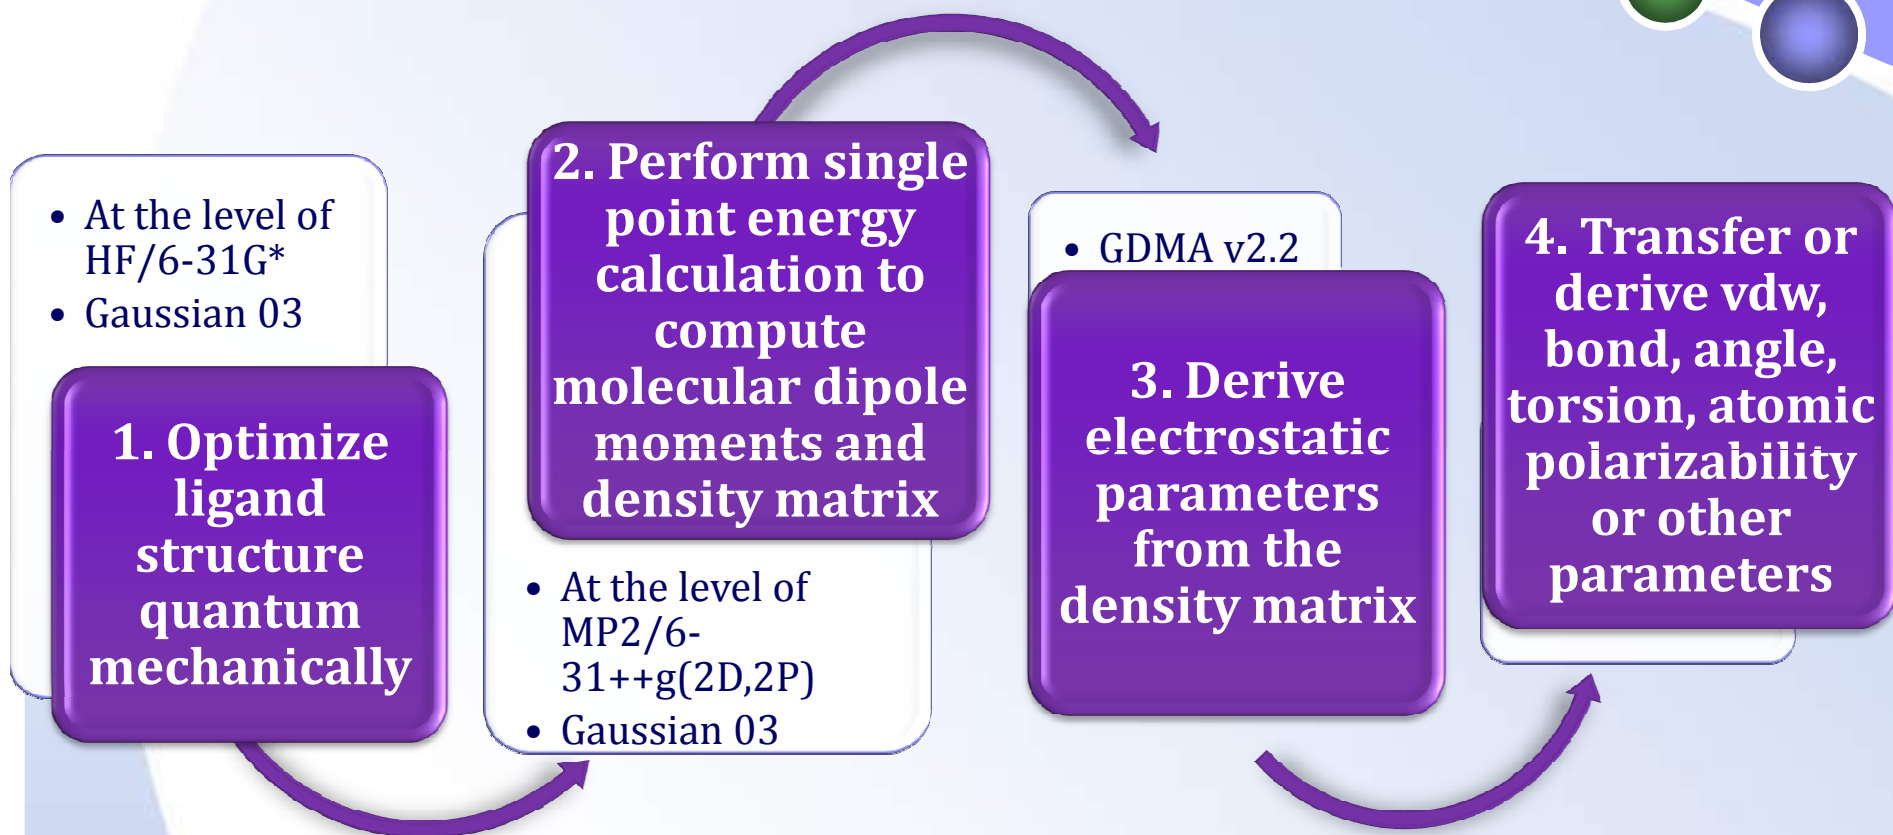 • At the level of
HF/6-31G*
• Gaussian 03
1. Optimize
ligand
structure
quantum
mechanically
2. Perform single
point energy
calculation to
compute
molecular dipole
moments and
density matrix
• At the level of
MP2/6-
31++g(2D,2P)
• Gaussian 03
• GDMA v2.2
3. Derive
electrostatic
parameters
from the
density matrix
4. Transfer or
derive vdw,
bond, angle,
torsion, atomic
polarizability
or other
parameters